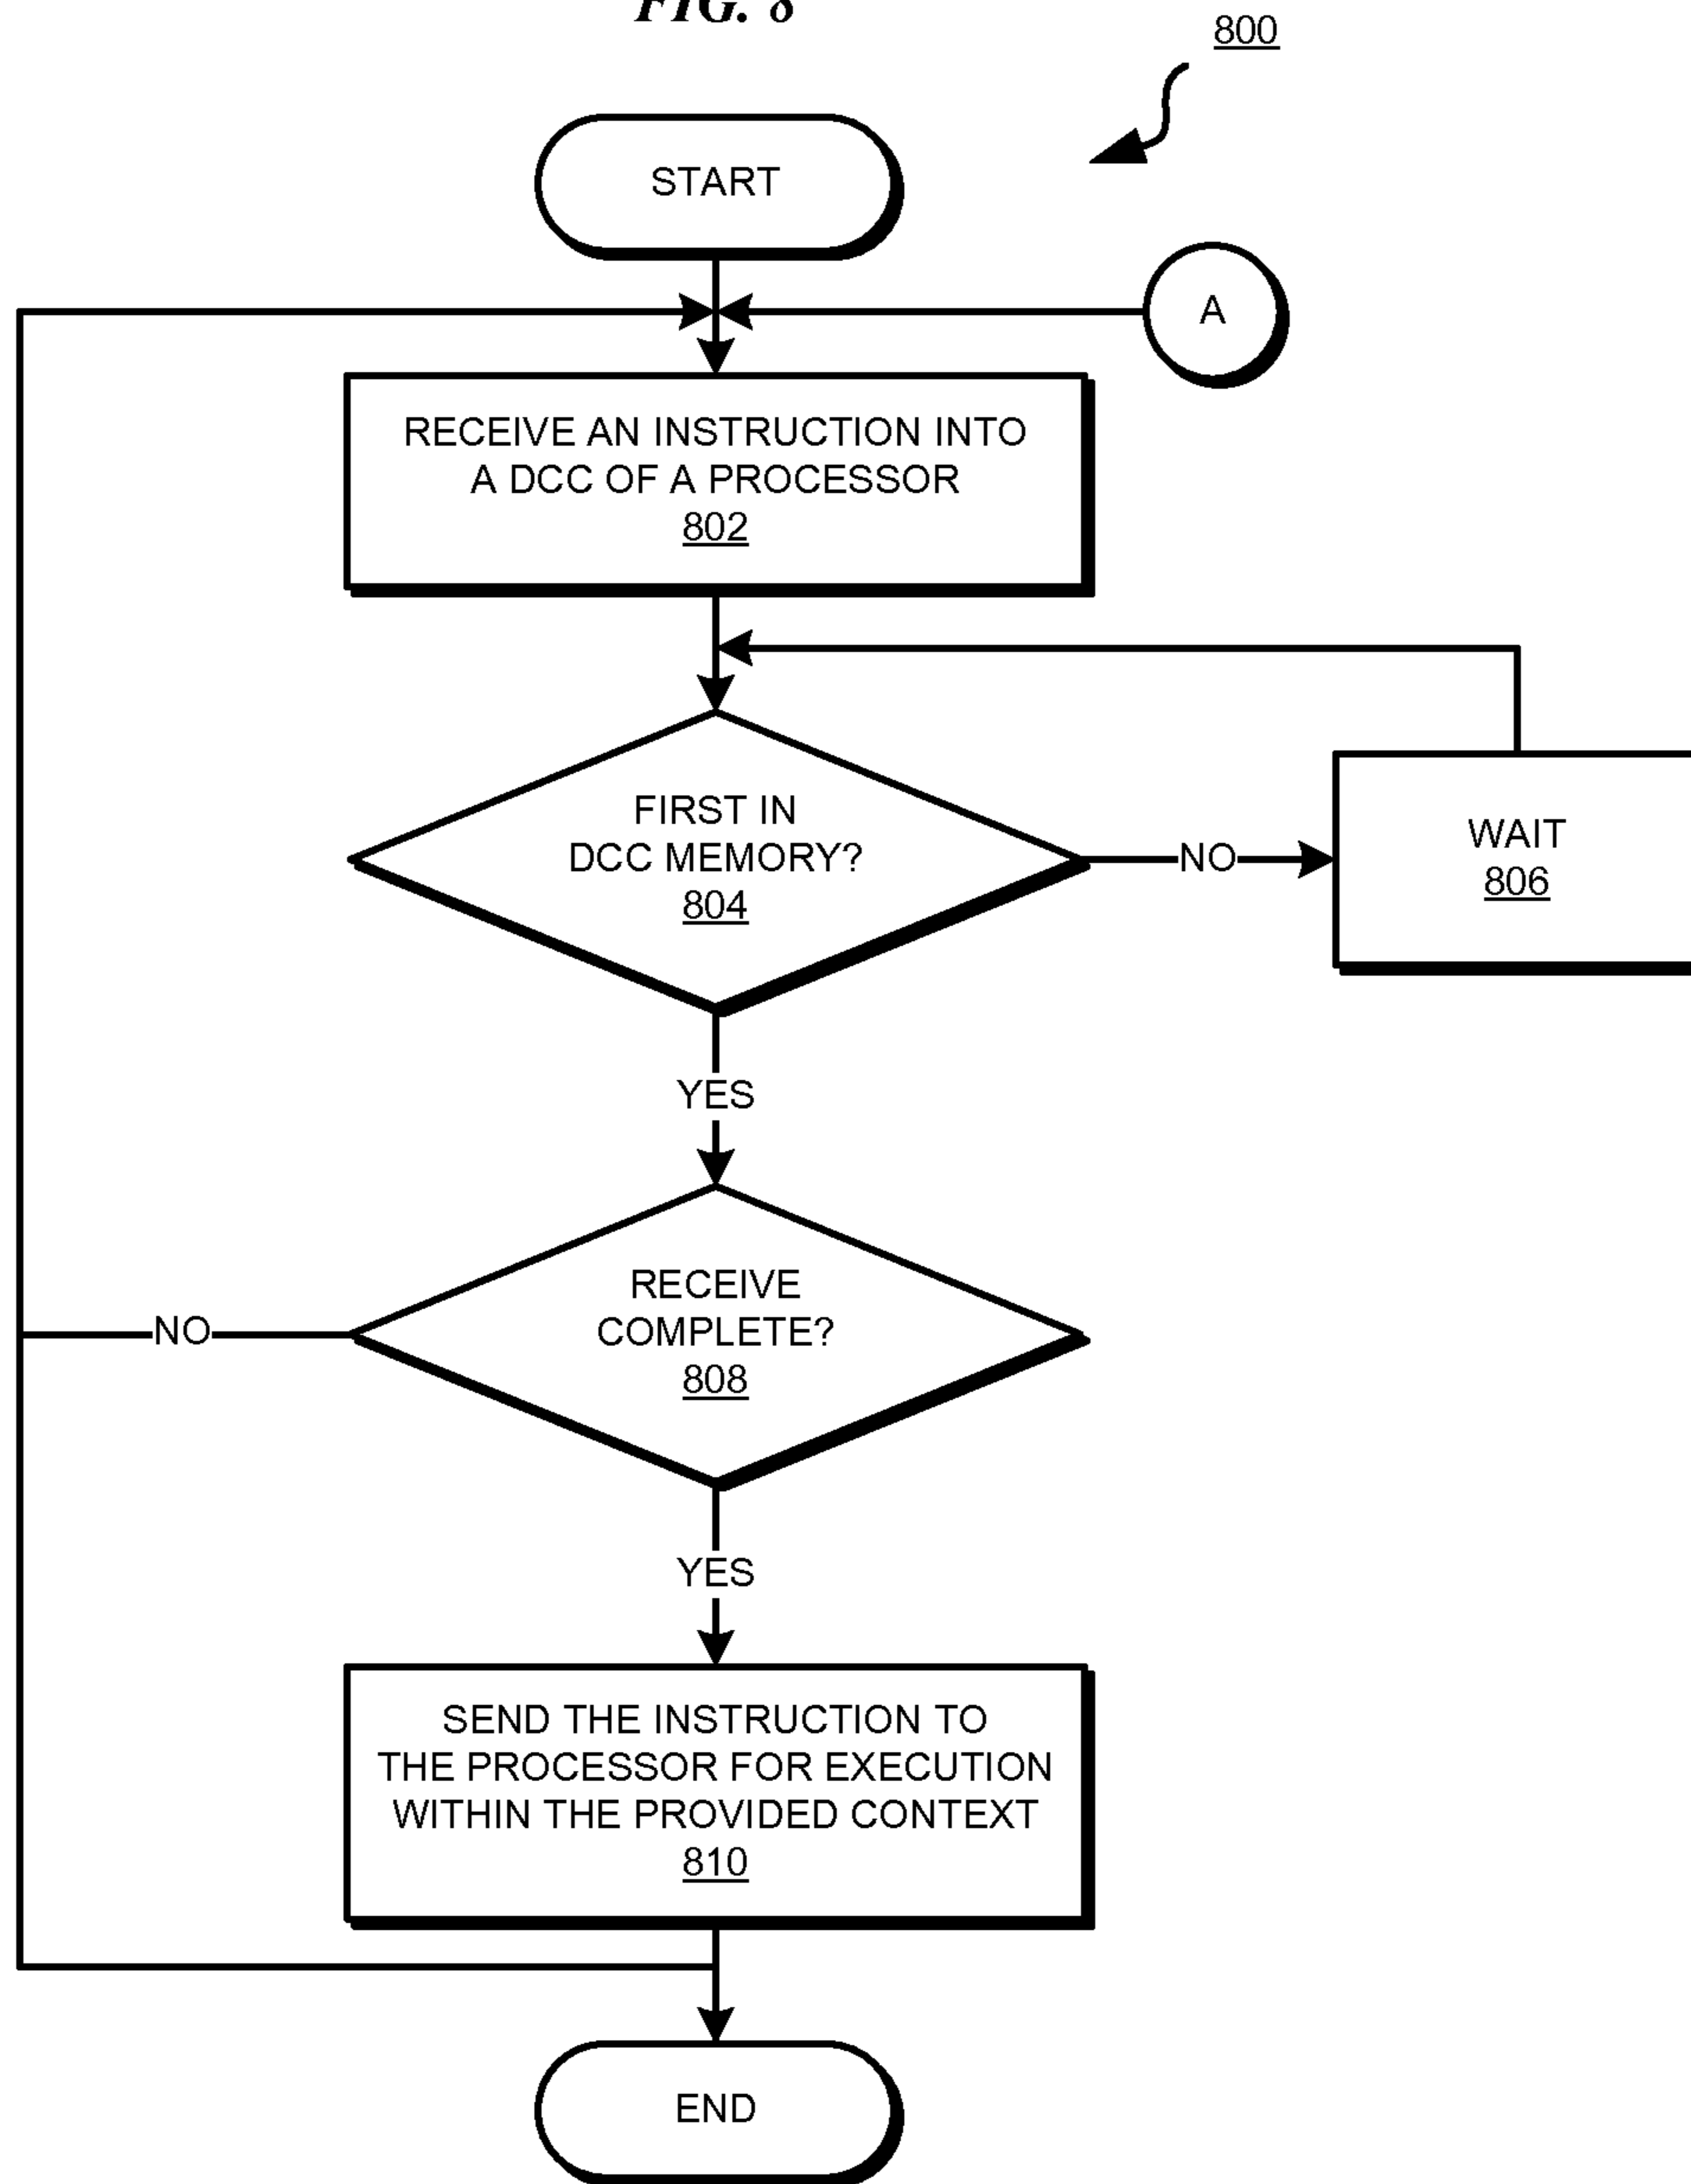 FIG. 8
800
START
A
RECEIVE AN INSTRUCTION INTO
A DCC OF A PROCESSOR
802
FIRST IN
DCC MEMORY?
804
NO
WAIT
806
YES
RECEIVE
COMPLETE?
808
NO
YES
SEND THE INSTRUCTION TO
THE PROCESSOR FOR EXECUTION
WITHIN THE PROVIDED CONTEXT
810
END